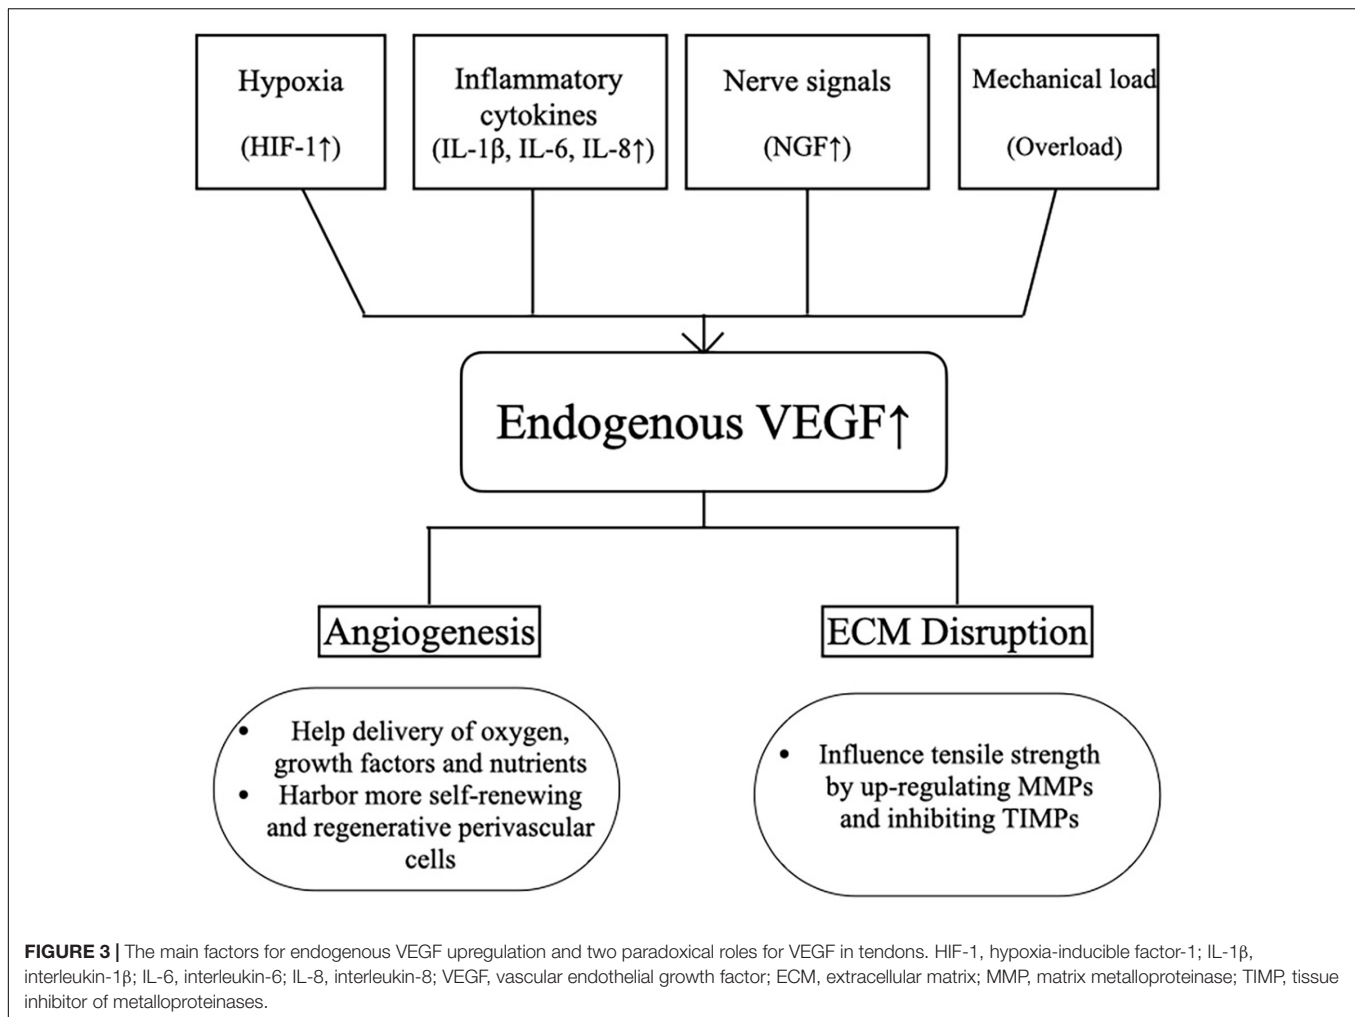 Hypoxia
(HIF-1↑)
Inflammatory
cytokines
(IL-1β, IL-6, IL-8↑)
Nerve signals
(NGF↑)
Mechanical load
(Overload)
Endogenous VEGF↑
Angiogenesis
ECM Disruption
• Help delivery of oxygen,
growth factors and nutrients
• Harbor more self-renewing
and regenerative perivascular
cells
• Influence tensile strength
by up-regulating MMPs
and inhibiting TIMPs
FIGURE 3 | The main factors for endogenous VEGF upregulation and two paradoxical roles for VEGF in tendons. HIF-1, hypoxia-inducible factor-1; IL-1β,
interleukin-1β; IL-6, interleukin-6; IL-8, interleukin-8; VEGF, vascular endothelial growth factor; ECM, extracellular matrix; MMP, matrix metalloproteinase; TIMP, tissue
inhibitor of metalloproteinases.